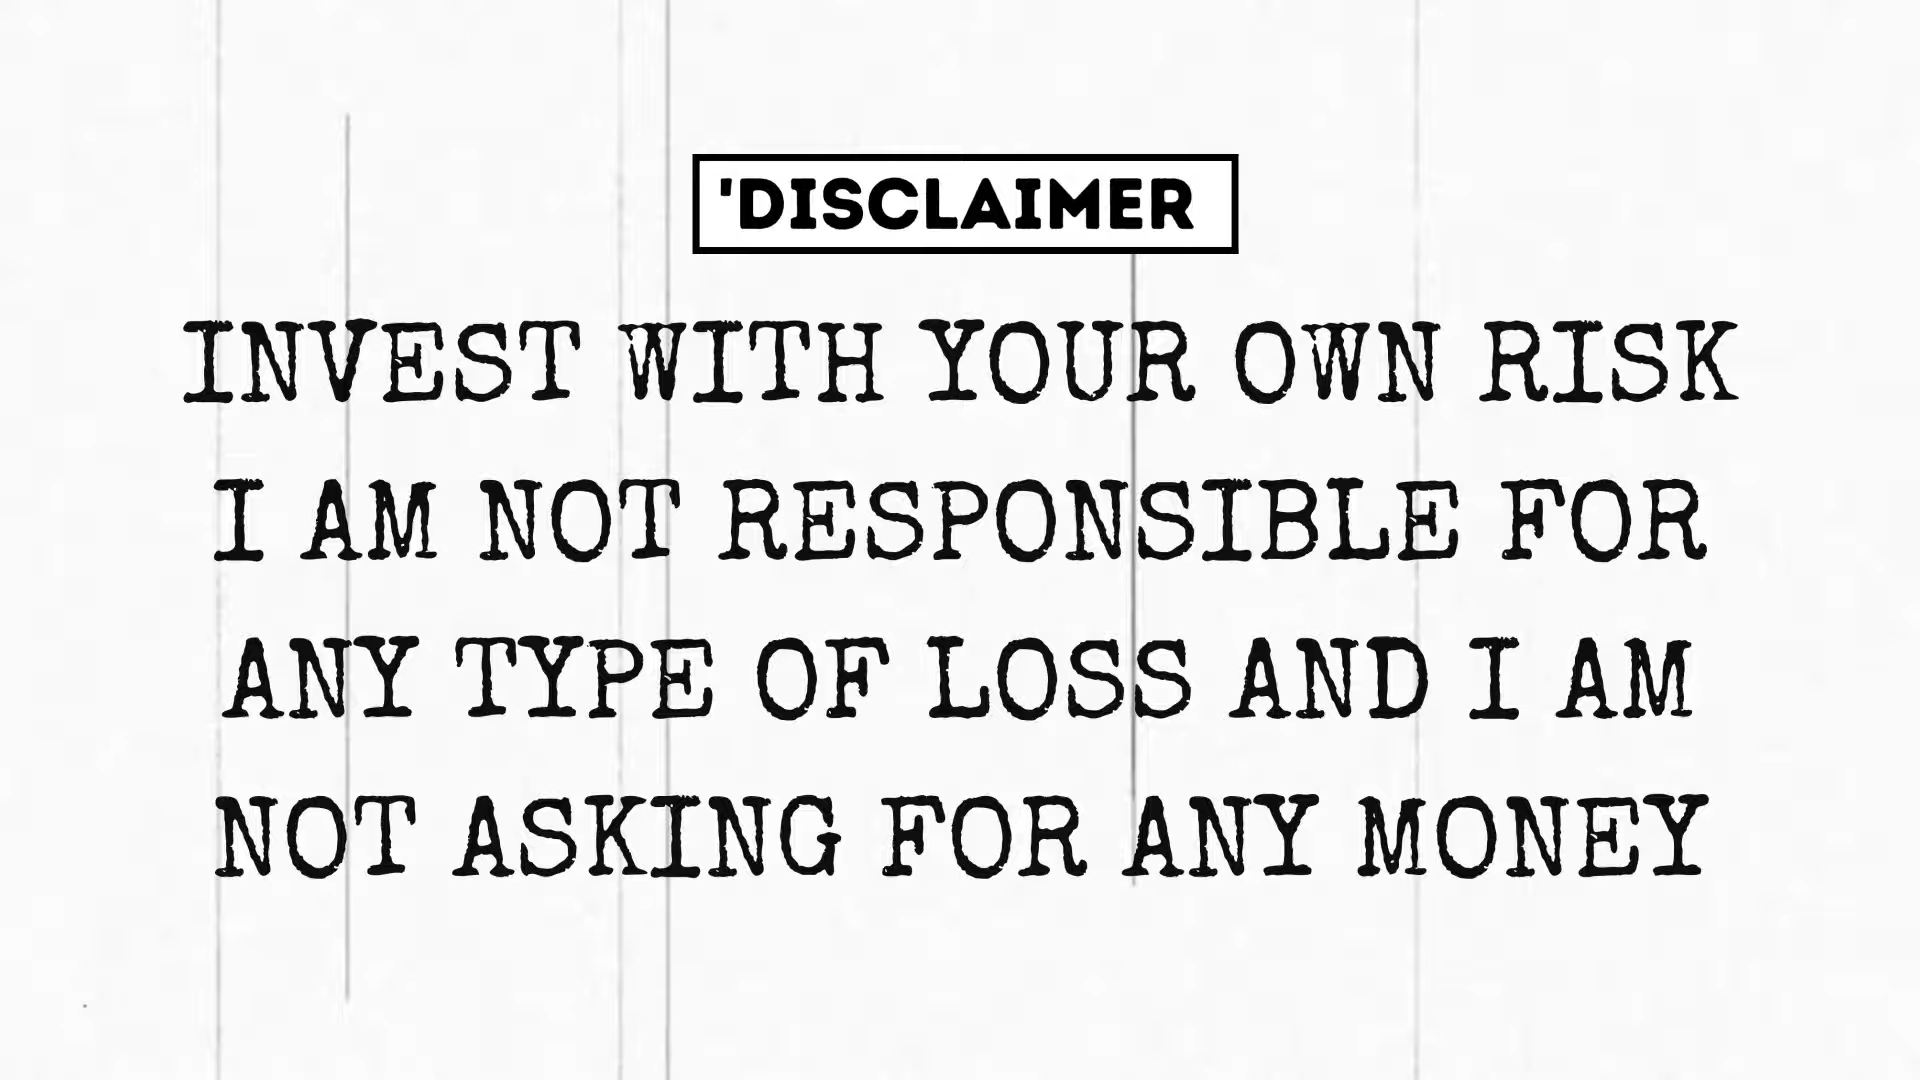 'DISCLAIMER
INVEST WITH YOUR OWN RISK
I AM NOT RESPONSIBLE FOR
ANY TYPE OF LOSS AND I AM
NOT ASKING FOR ANY MONEY